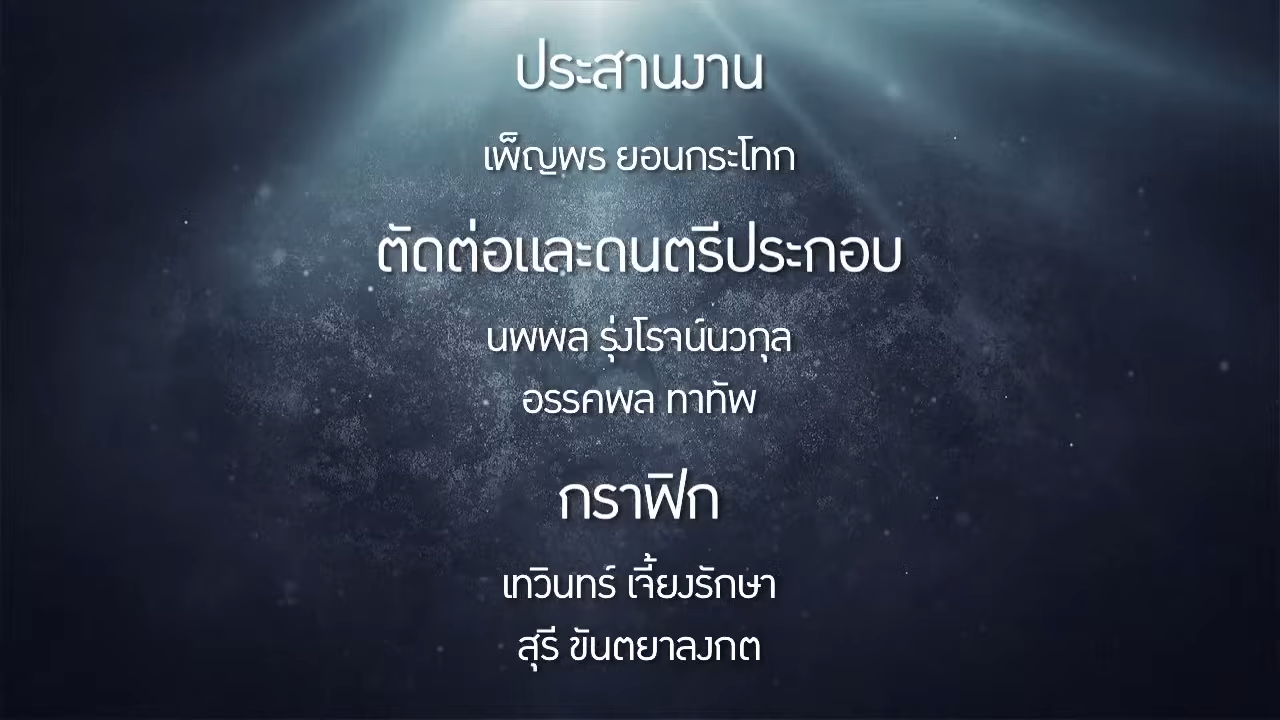 ประสานงาน
เพ็ญพร ยอนกระโทก
ตัดต่อและดนตรีประกอบ
นพพล รุ่งโรจน์นวกุล
อรรคพล ทาทัพ
กราฟิก
เทวินทร์ เจี้ยงรักษา
สุรี ขันตยาลงกต